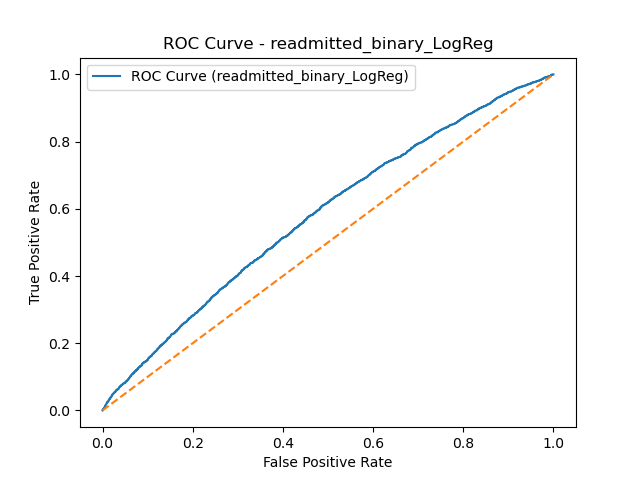 ROC Curve - readmitted_binary_LogReg
ROC Curve (readmitted_binary_LogReg)
True Positive Rate
1.0
0.8
0.6
0.4
0.2
0.0
0.0 0.2 0.4 0.6 0.8 1.0
False Positive Rate